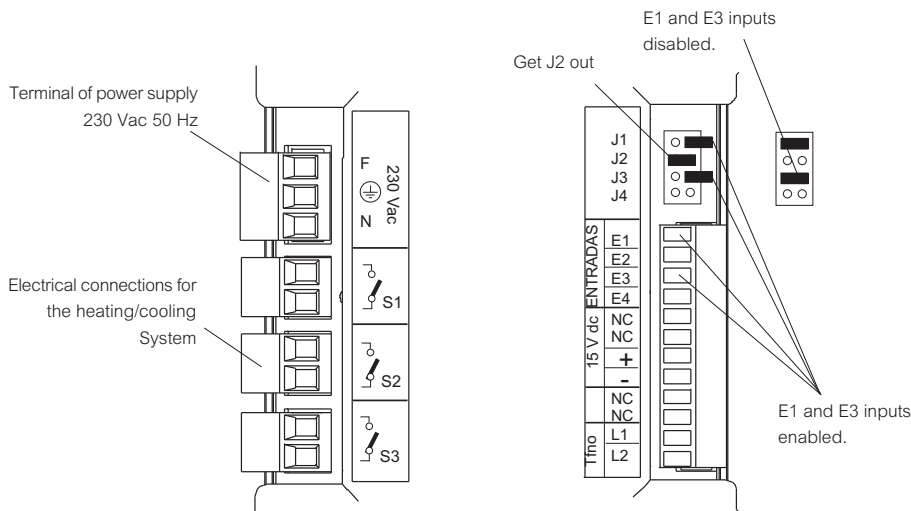 E1 and E3 inputs
disabled.
Get J2 out
Terminal of power supply
230 Vac 50 Hz
F
N
230 Vac
Electrical connections for
the heating/cooling
System
S1
S2
S3
J1
J2
J3
J4
ENTRADAS
E1
E2
E3
E4
15 V dc
NC
NC
+
-
NC
NC
Tfno
L1
L2
E1 and E3 inputs
enabled.